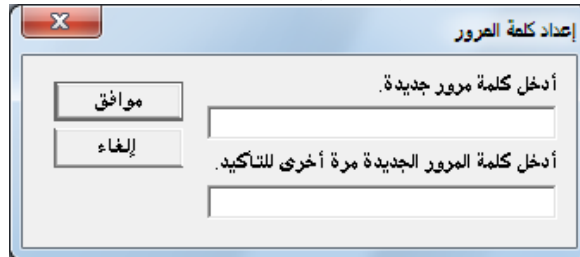 إعداد كلمة المرور
أدخل كلمة مرور جديدة.
موافق
إلغاء
أدخل كلمة المرور الجديدة مرة أخرى للتأكيد.